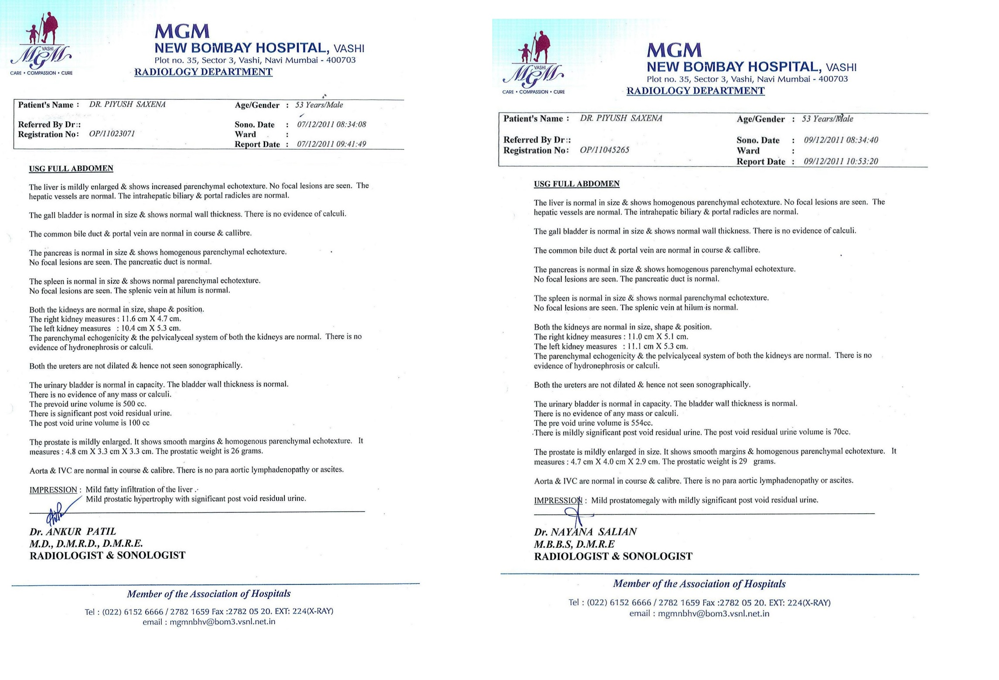 VASHI
MGM
CARE • COMPASSION • CURE
MGM
NEW BOMBAY HOSPITAL, VASHI
Plot no. 35, Sector 3, Vashi, Navi Mumbai - 400703
RADIOLOGY DEPARTMENT
Patient's Name : DR. PIYUSH SAXENA Age/Gender : 53 Years/Male
Referred By Dr:: Sono. Date : 07/12/2011 08:34:08
Registration No: OP/11023071 Ward :
Report Date : 07/12/2011 09:41:49
USG FULL ABDOMEN
The liver is mildly enlarged & shows increased parenchymal echotexture. No focal lesions are seen. The
hepatic vessels are normal. The intrahepatic biliary & portal radicles are normal.
The gall bladder is normal in size & shows normal wall thickness. There is no evidence of calculi.
The common bile duct & portal vein are normal in course & callibre.
The pancreas is normal in size & shows homogenous parenchymal echotexture.
No focal lesions are seen. The pancreatic duct is normal.
The spleen is normal in size & shows normal parenchymal echotexture.
No focal lesions are seen. The splenic vein at hilum is normal.
Both the kidneys are normal in size, shape & position.
The right kidney measures : 11.6 cm X 4.7 cm.
The left kidney measures : 10.4 cm X 5.3 cm.
The parenchymal echogenicity & the pelvicalyceal system of both the kidneys are normal. There is no
evidence of hydronephrosis or calculi.
Both the ureters are not dilated & hence not seen sonographically.
The urinary bladder is normal in capacity. The bladder wall thickness is normal.
There is no evidence of any mass or calculi.
The prevoid urine volume is 500 cc.
There is significant post void residual urine.
The post void urine volume is 100 cc
The prostate is mildly enlarged. It shows smooth margins & homogenous parenchymal echotexture. It
measures : 4.8 cm X 3.3 cm X 3.3 cm. The prostatic weight is 26 grams.
Aorta & IVC are normal in course & calibre. There is no para aortic lymphadenopathy or ascites.
IMPRESSION : Mild fatty infiltration of the liver .
Mild prostatic hypertrophy with significant post void residual urine.
Dr. ANKUR PATIL
M.D., D.M.R.D., D.M.R.E.
RADIOLOGIST & SONOLOGIST
Member of the Association of Hospitals
Tel : (022) 6152 6666 / 2782 1659 Fax :2782 05 20. EXT: 224(X-RAY)
email : mgmnbhv@bom3.vsnl.net.in
VASHI
MGM
CARE • COMPASSION • CURE
MGM
NEW BOMBAY HOSPITAL, VASHI
Plot no. 35, Sector 3, Vashi, Navi Mumbai - 400703
RADIOLOGY DEPARTMENT
Patient's Name : DR. PIYUSH SAXENA Age/Gender : 53 Years/Male
Referred By Dr:: Sono. Date : 09/12/2011 08:34:40
Registration No: OP/11045265 Ward :
Report Date : 09/12/2011 10:53:20
USG FULL ABDOMEN
The liver is normal in size & shows homogenous parenchymal echotexture. No focal lesions are seen. The
hepatic vessels are normal. The intrahepatic biliary & portal radicles are normal.
The gall bladder is normal in size & shows normal wall thickness. There is no evidence of calculi.
The common bile duct & portal vein are normal in course & callibre.
The pancreas is normal in size & shows homogenous parenchymal echotexture.
No focal lesions are seen. The pancreatic duct is normal.
The spleen is normal in size & shows normal parenchymal echotexture.
No focal lesions are seen. The splenic vein at hilum is normal.
Both the kidneys are normal in size, shape & position.
The right kidney measures : 11.0 cm X 5.1 cm.
The left kidney measures : 11.1 cm X 5.3 cm.
The parenchymal echogenicity & the pelvicalyceal system of both the kidneys are normal. There is no
evidence of hydronephrosis or calculi.
Both the ureters are not dilated & hence not seen sonographically.
The urinary bladder is normal in capacity. The bladder wall thickness is normal.
There is no evidence of any mass or calculi.
The pre void urine volume is 554cc.
There is mildly significant post void residual urine. The post void residual urine volume is 70cc.
The prostate is mildly enlarged in size. It shows smooth margins & homogenous parenchymal echotexture. It
measures : 4.7 cm X 4.0 cm X 2.9 cm. The prostatic weight is 29 grams.
Aorta & IVC are normal in course & calibre. There is no para aortic lymphadenopathy or ascites.
IMPRESSION : Mild prostatomegaly with mildly significant post void residual urine.
Dr. NAYANA SALIAN
M.B.B.S, D.M.R.E
RADIOLOGIST & SONOLOGIST
Member of the Association of Hospitals
Tel : (022) 6152 6666 / 2782 1659 Fax :2782 05 20. EXT: 224(X-RAY)
email : mgmnbhv@bom3.vsnl.net.in